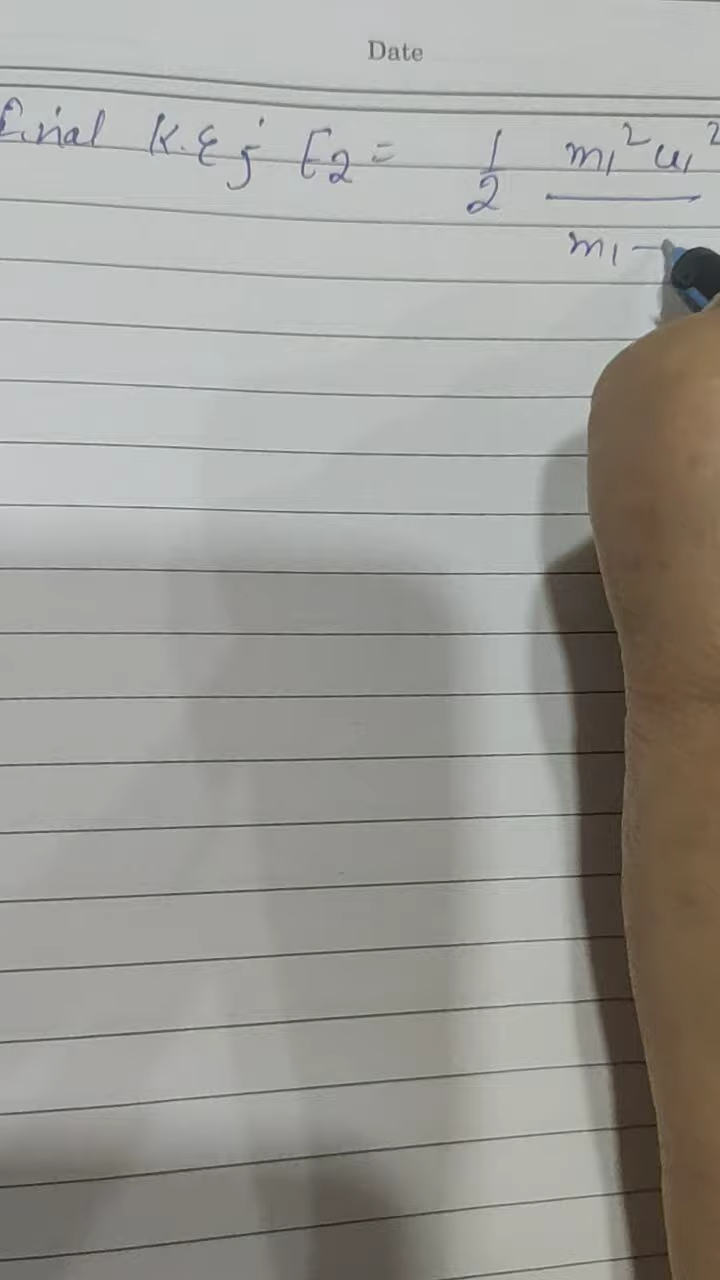 Date
Final K.E; E₂ = 1/2 m₁²u₁²/m₁ -